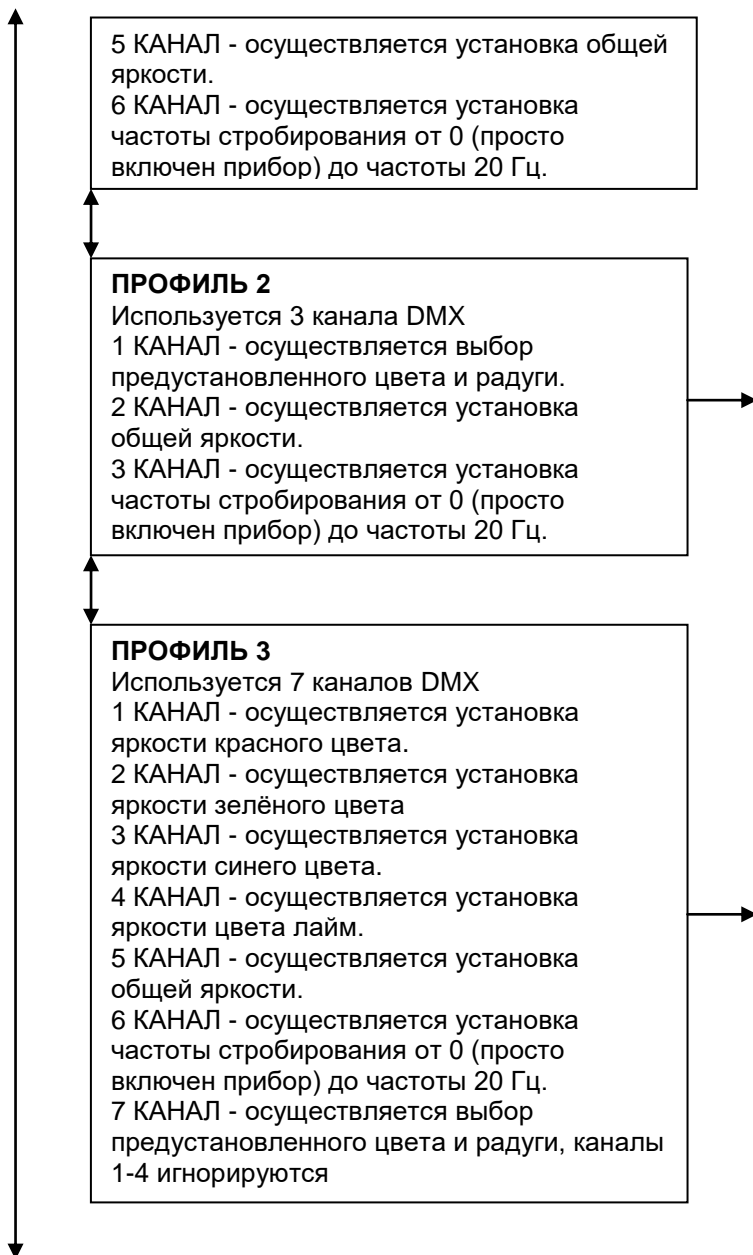 5 КАНАЛ - осуществляется установка общей
яркости.
6 КАНАЛ - осуществляется установка
частоты стробирования от 0 (просто
включен прибор) до частоты 20 Гц.
ПРОФИЛЬ 2
Используется 3 канала DMX
1 КАНАЛ - осуществляется выбор
предустановленного цвета и радуги.
2 КАНАЛ - осуществляется установка
общей яркости.
3 КАНАЛ - осуществляется установка
частоты стробирования от 0 (просто
включен прибор) до частоты 20 Гц.
ПРОФИЛЬ 3
Используется 7 каналов DMX
1 КАНАЛ - осуществляется установка
яркости красного цвета.
2 КАНАЛ - осуществляется установка
яркости зелёного цвета
3 КАНАЛ - осуществляется установка
яркости синего цвета.
4 КАНАЛ - осуществляется установка
яркости цвета лайм.
5 КАНАЛ - осуществляется установка
общей яркости.
6 КАНАЛ - осуществляется установка
частоты стробирования от 0 (просто
включен прибор) до частоты 20 Гц.
7 КАНАЛ - осуществляется выбор
предустановленного цвета и радуги, каналы
1-4 игнорируются